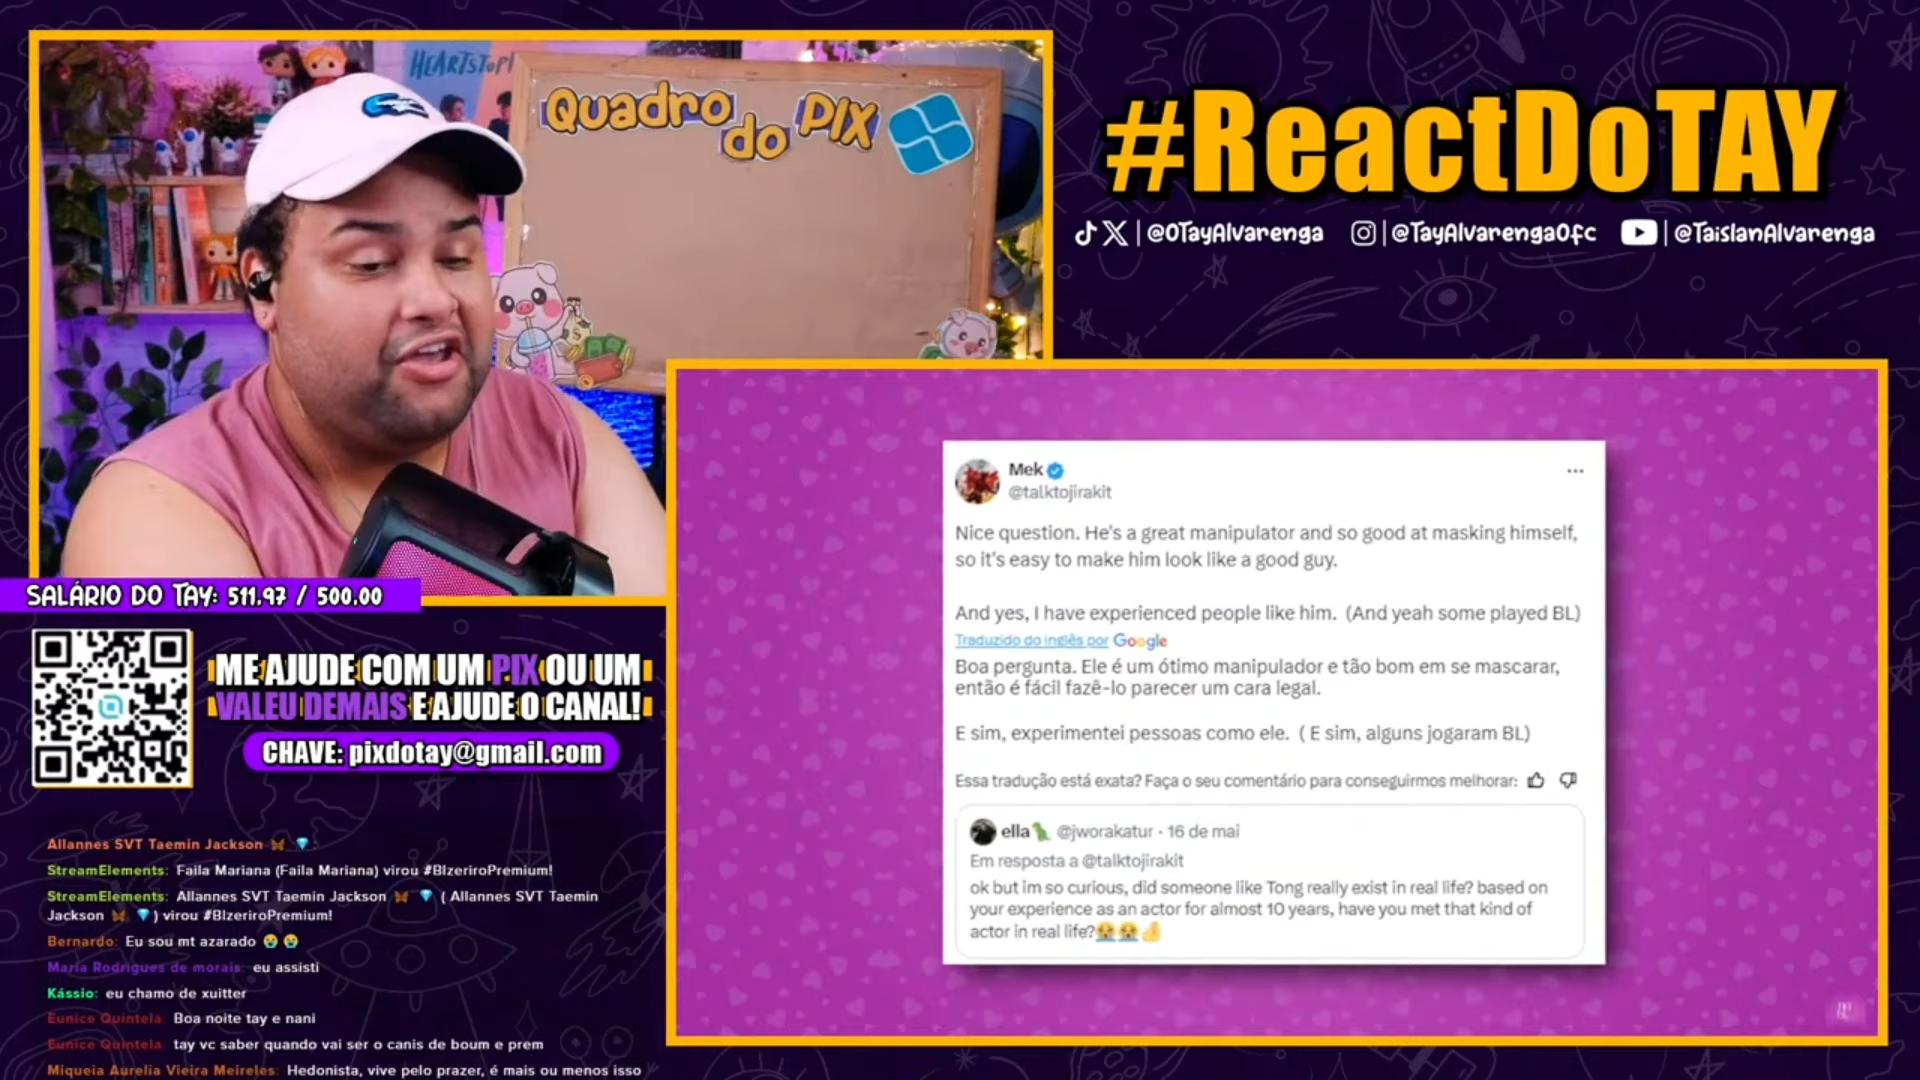 HEARTSTOP
Quadro
do
PIX
#ReactDoTAY
@OTayAlvarenga
@TayAlvarengaOfc
@TaislanAlvarenga
SALÁRIO DO TAY: 511.97 / 500.00
ME AJUDE COM UM PIX OU UM
VALEU DEMAIS E AJUDE O CANAL!
CHAVE: pixdotay@gmail.com
Allannes SVT Taemin Jackson
StreamElements: Faila Mariana (Faila Mariana) virou #BlzeriroPremium!
StreamElements: Allannes SVT Taemin Jackson ( Allannes SVT Taemin
Jackson ) virou #BlzeriroPremium!
Bernardo: Eu sou mt azarado 😭 😭
Maria Rodrigues de morais: eu assisti
Kássio: eu chamo de xuitter
Eunice Quintela: Boa noite tay e nani
Eunice Quintela: tay vc saber quando vai ser o canis de boum e prem
Miqueia Aurelia Vieira Meireles: Hedonista, vive pelo prazer, é mais ou menos isso
Mek
@talktojirakit
Nice question. He's a great manipulator and so good at masking himself,
so it's easy to make him look like a good guy.
And yes, I have experienced people like him. (And yeah some played BL)
Traduzido do inglês por Google
Boa pergunta. Ele é um ótimo manipulador e tão bom em se mascarar,
então é fácil fazê-lo parecer um cara legal.
E sim, experimentei pessoas como ele. ( E sim, alguns jogaram BL)
Essa tradução está exata? Faça o seu comentário para conseguirmos melhorar:
ella @jworakatur · 16 de mai
Em resposta a @talktojirakit
ok but im so curious, did someone like Tong really exist in real life? based on
your experience as an actor for almost 10 years, have you met that kind of
actor in real life?😭😭🤌